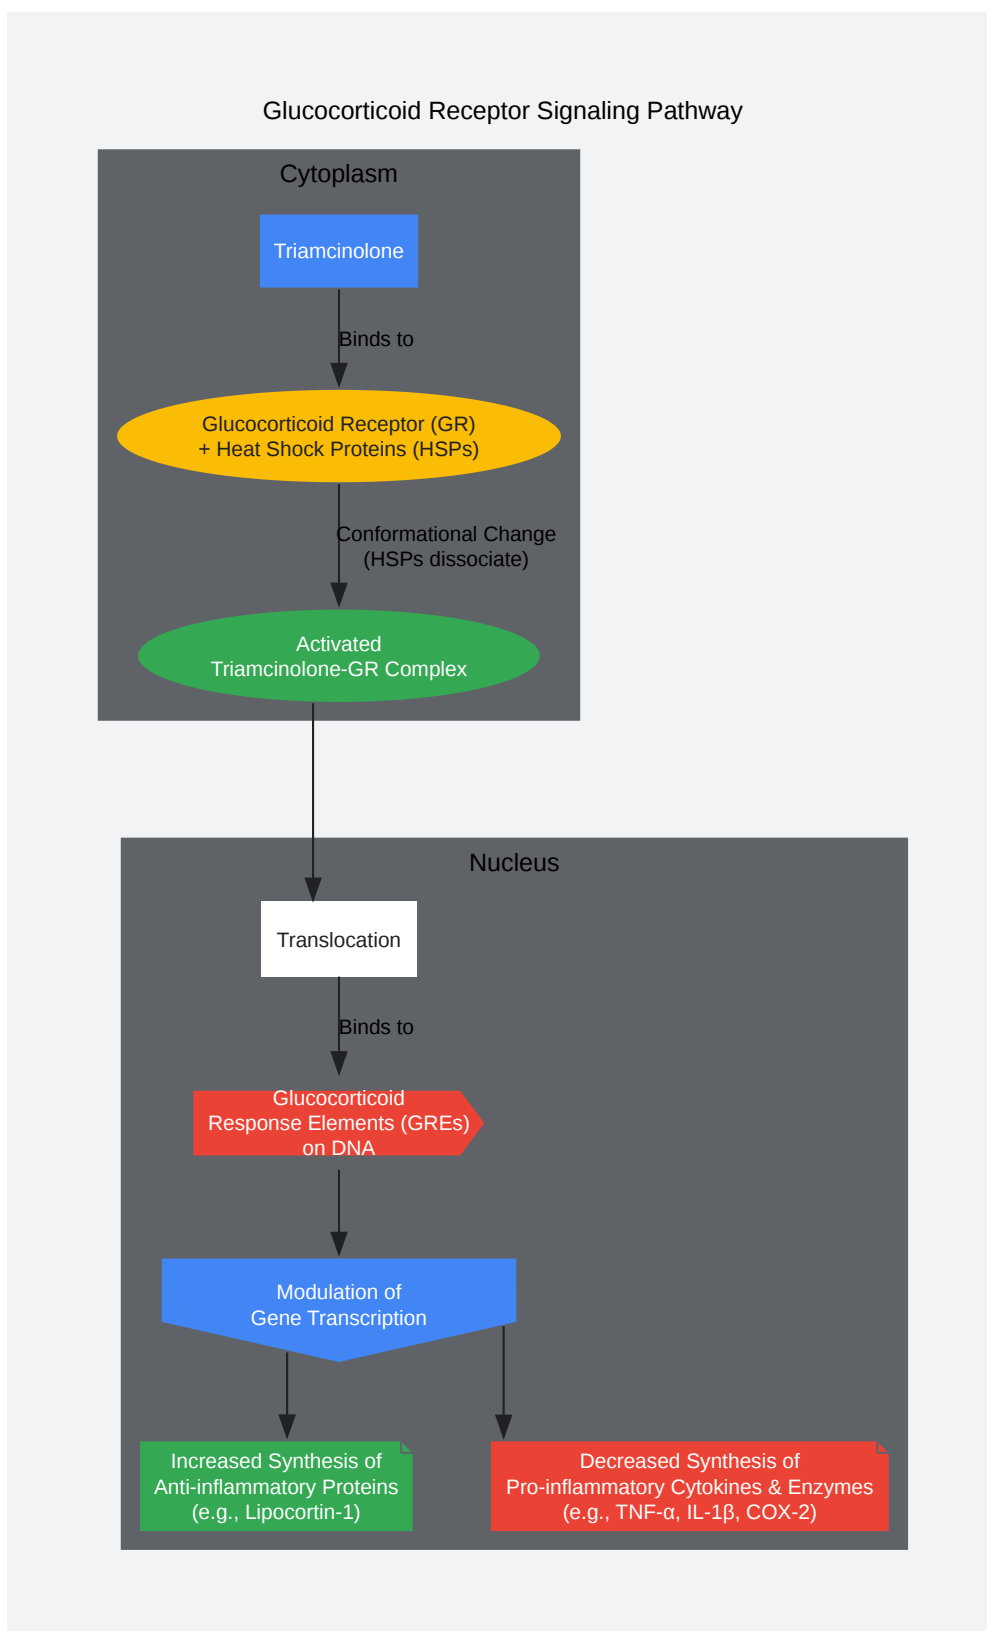 Glucocorticoid Receptor Signaling Pathway
Cytoplasm
Triamcinolone
Binds to
Glucocorticoid Receptor (GR)
+ Heat Shock Proteins (HSPs)
Conformational Change
(HSPs dissociate)
Activated
Triamcinolone-GR Complex
Nucleus
Translocation
Binds to
Glucocorticoid
Response Elements (GREs)
on DNA
Modulation of
Gene Transcription
Increased Synthesis of
Anti-inflammatory Proteins
(e.g., Lipocortin-1)
Decreased Synthesis of
Pro-inflammatory Cytokines & Enzymes
(e.g., TNF-α, IL-1β, COX-2)